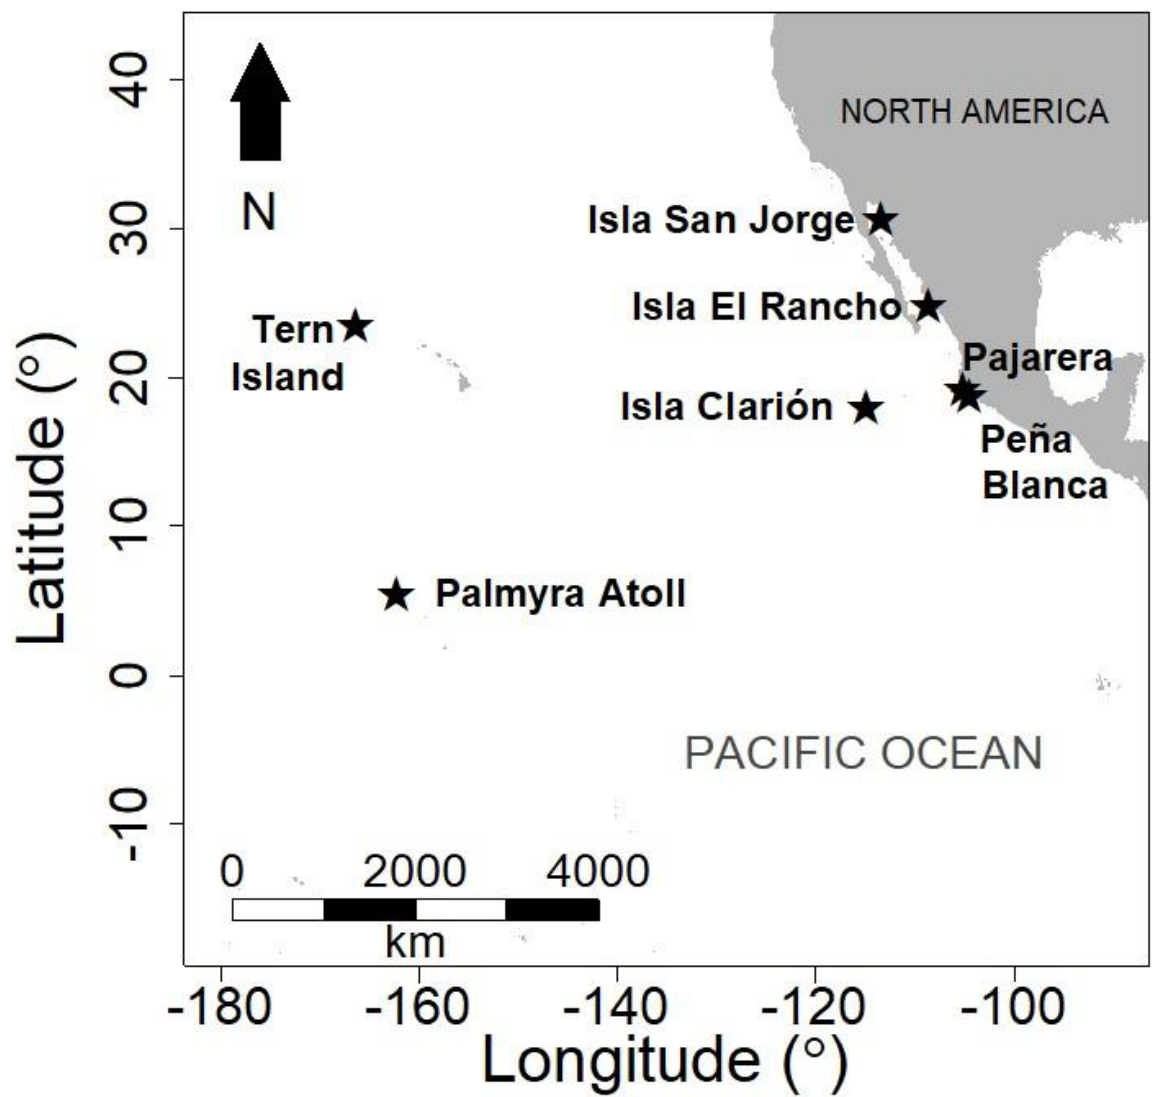 NORTH AMERICA
N
Isla San Jorge
Isla El Rancho
Tern
Island
Pajarera
Isla Clarión
Peña
Blanca
Palmyra Atoll
PACIFIC OCEAN
0 2000 4000
km
40
30
20
10
0
-10
Latitude (°)
-180 -160 -140 -120 -100
Longitude (°)